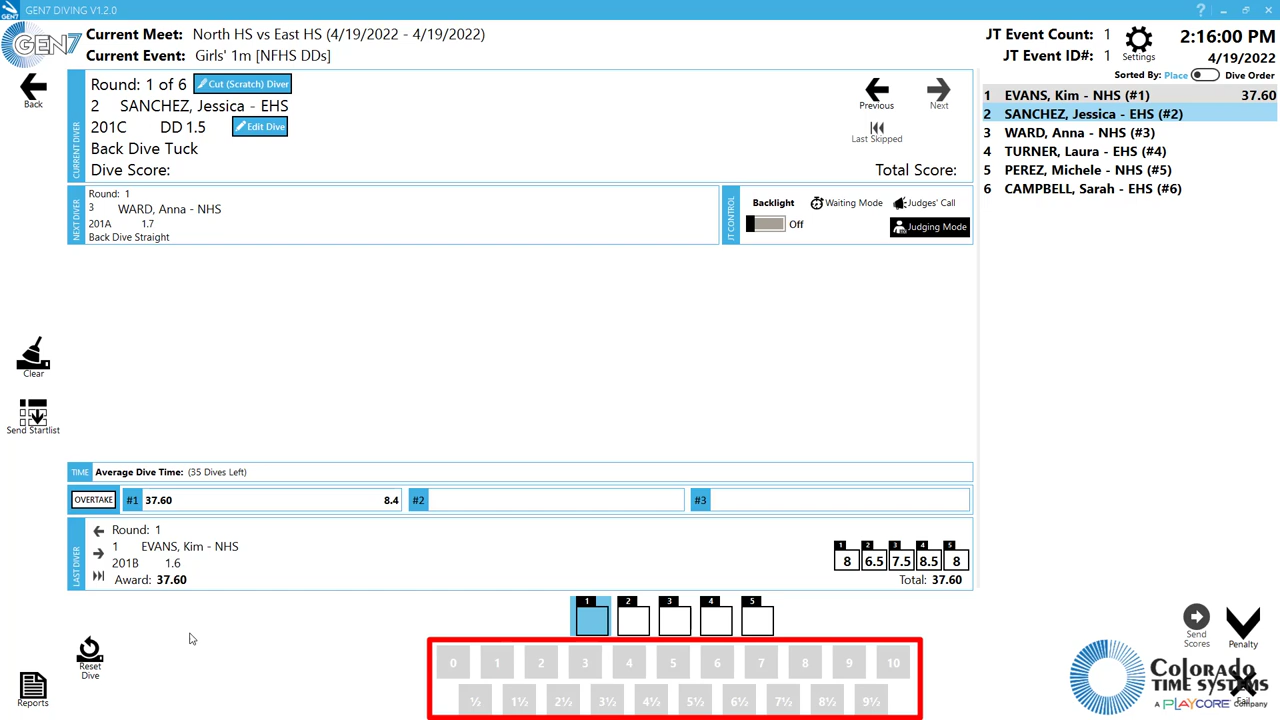 GEN7 DIVING V1.2.0
GEN7
Current Meet: North HS vs East HS (4/19/2022 - 4/19/2022)
Current Event: Girls' 1m [NFHS DDs]
JT Event Count: 1
JT Event ID#: 1
Settings
2:16:00 PM
4/19/2022
Sorted By: Place Dive Order
Back
CURRENT DIVER
Round: 1 of 6 Cut (Scratch) Diver
2 SANCHEZ, Jessica - EHS
201C DD 1.5 Edit Dive
Back Dive Tuck
Dive Score:
Total Score:
Previous
Next
Last Skipped
1 EVANS, Kim - NHS (#1) 37.60
2 SANCHEZ, Jessica - EHS (#2)
3 WARD, Anna - NHS (#3)
4 TURNER, Laura - EHS (#4)
5 PEREZ, Michele - NHS (#5)
6 CAMPBELL, Sarah - EHS (#6)
NEXT DIVER
Round: 1
3 WARD, Anna - NHS
201A 1.7
Back Dive Straight
JT CONTROL
Backlight
Off
Waiting Mode
Judges' Call
Judging Mode
Clear
Send Startlist
TIME Average Dive Time: (35 Dives Left)
OVERTAKE #1 37.60 8.4 #2 #3
LAST DIVER
Round: 1
1 EVANS, Kim - NHS
201B 1.6
Award: 37.60
1 2 3 4 5
8 6.5 7.5 8.5 8
Total: 37.60
1 2 3 4 5
Reset Dive
Reports
0 1 2 3 4 5 6 7 8 9 10
½ 1½ 2½ 3½ 4½ 5½ 6½ 7½ 8½ 9½
Send Scores
Penalty
Fail
Colorado
TIME SYSTEMS
A PLAYCORE Company